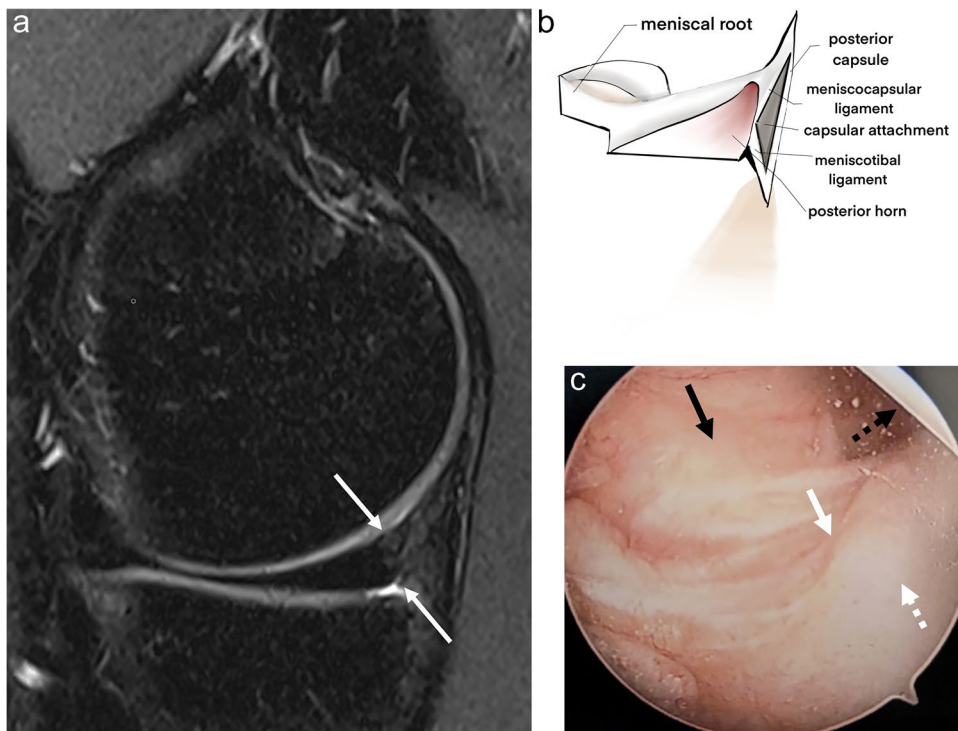 a
b
meniscal root
posterior
capsule
meniscocapsular
ligament
capsular attachment
meniscotibal
ligament
posterior horn
c